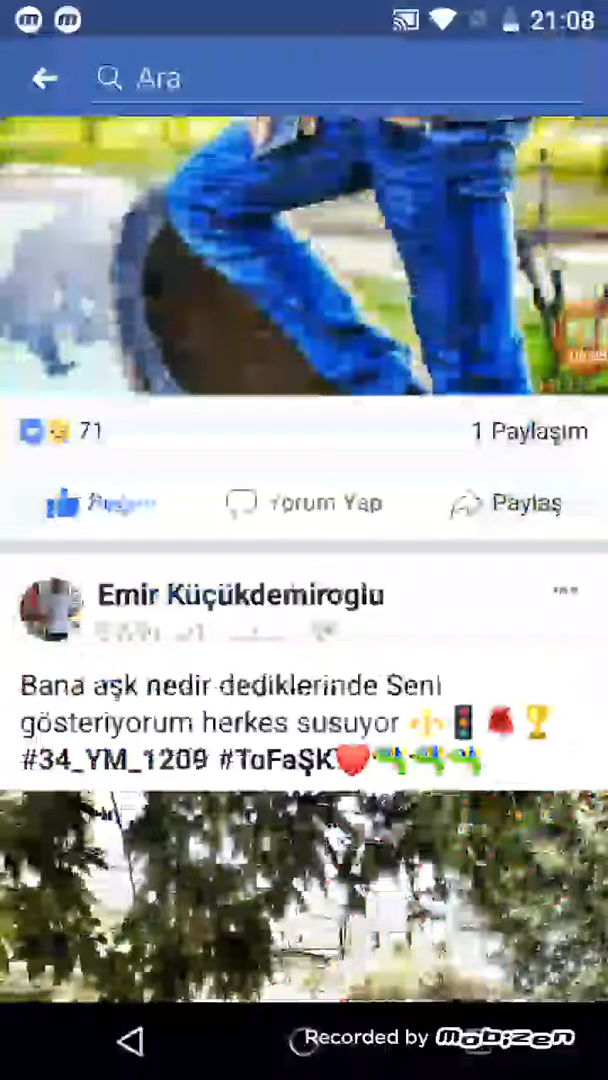 21:08
Ara
71
1 Paylaşım
Yorum Yap
Paylaş
Emir Küçükdemiroglu
Bana aşk nedir dediklerinde Seni
gösteriyorum herkes susuyor
#34_YM_1209 #ToFaŞK
Recorded by mobizen